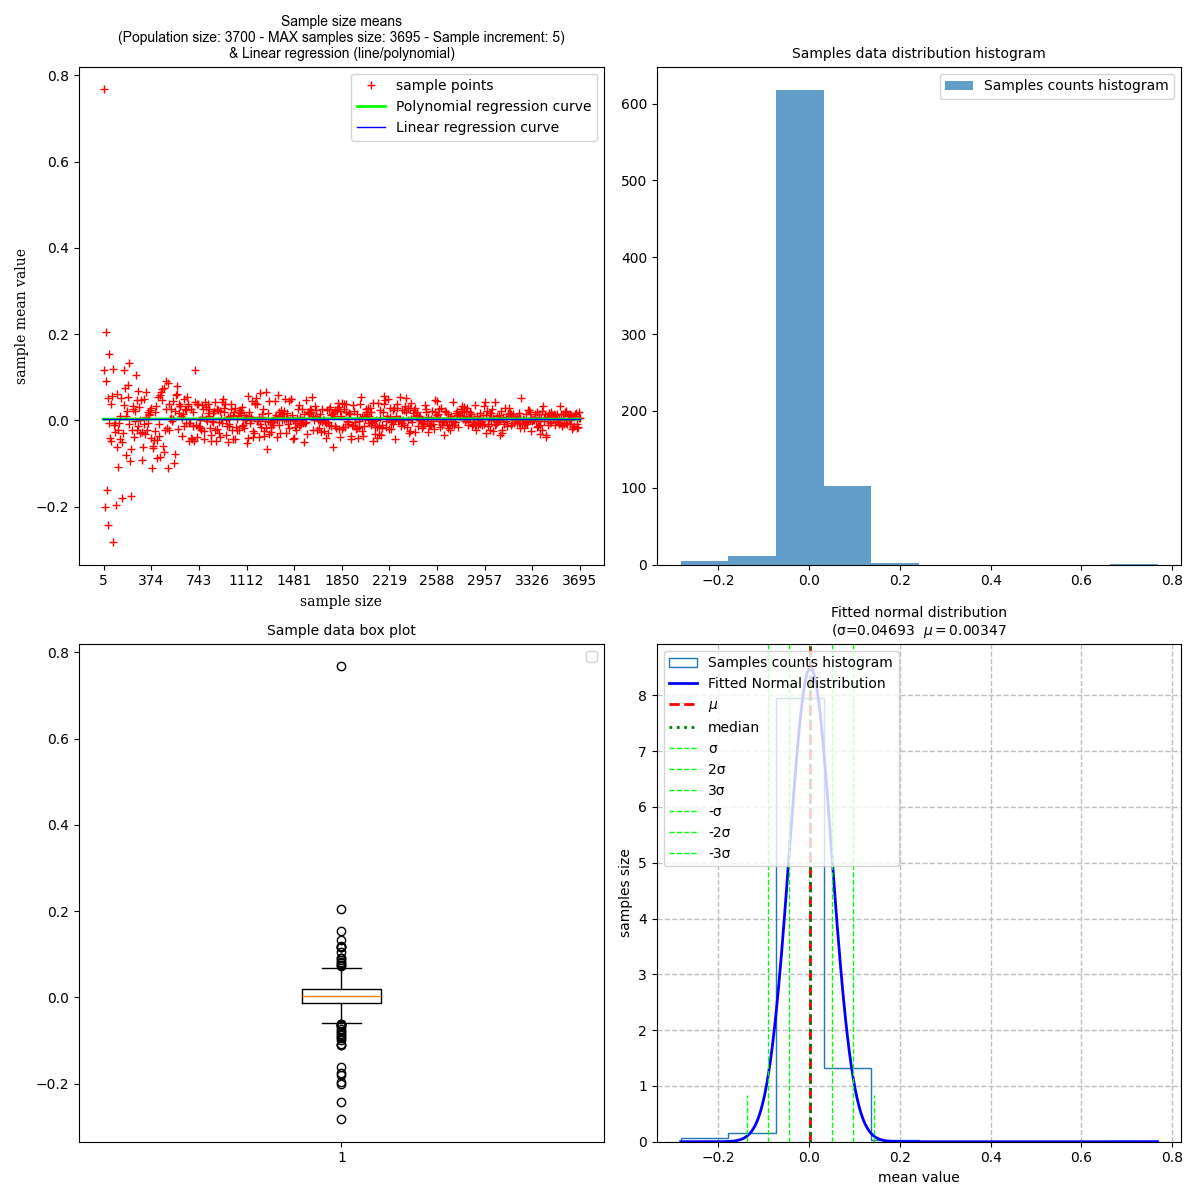 Sample size means
(Population size: 3700 - MAX samples size: 3695 - Sample increment: 5)
& Linear regression (line/polynomial)
sample points
Polynomial regression curve
Linear regression curve
0.8
0.6
0.4
0.2
0.0
−0.2
sample mean value
5 374 743 1112 1481 1850 2219 2588 2957 3326 3695
sample size
Samples data distribution histogram
Samples counts histogram
600
500
400
300
200
100
0
−0.2 0.0 0.2 0.4 0.6 0.8
Sample data box plot
0.8
0.6
0.4
0.2
0.0
−0.2
1
Fitted normal distribution
(σ=0.04693 μ = 0.00347
Samples counts histogram
Fitted Normal distribution
μ
median
σ
2σ
3σ
-σ
-2σ
-3σ
8
7
6
5
4
3
2
1
0
samples size
−0.2 0.0 0.2 0.4 0.6 0.8
mean value